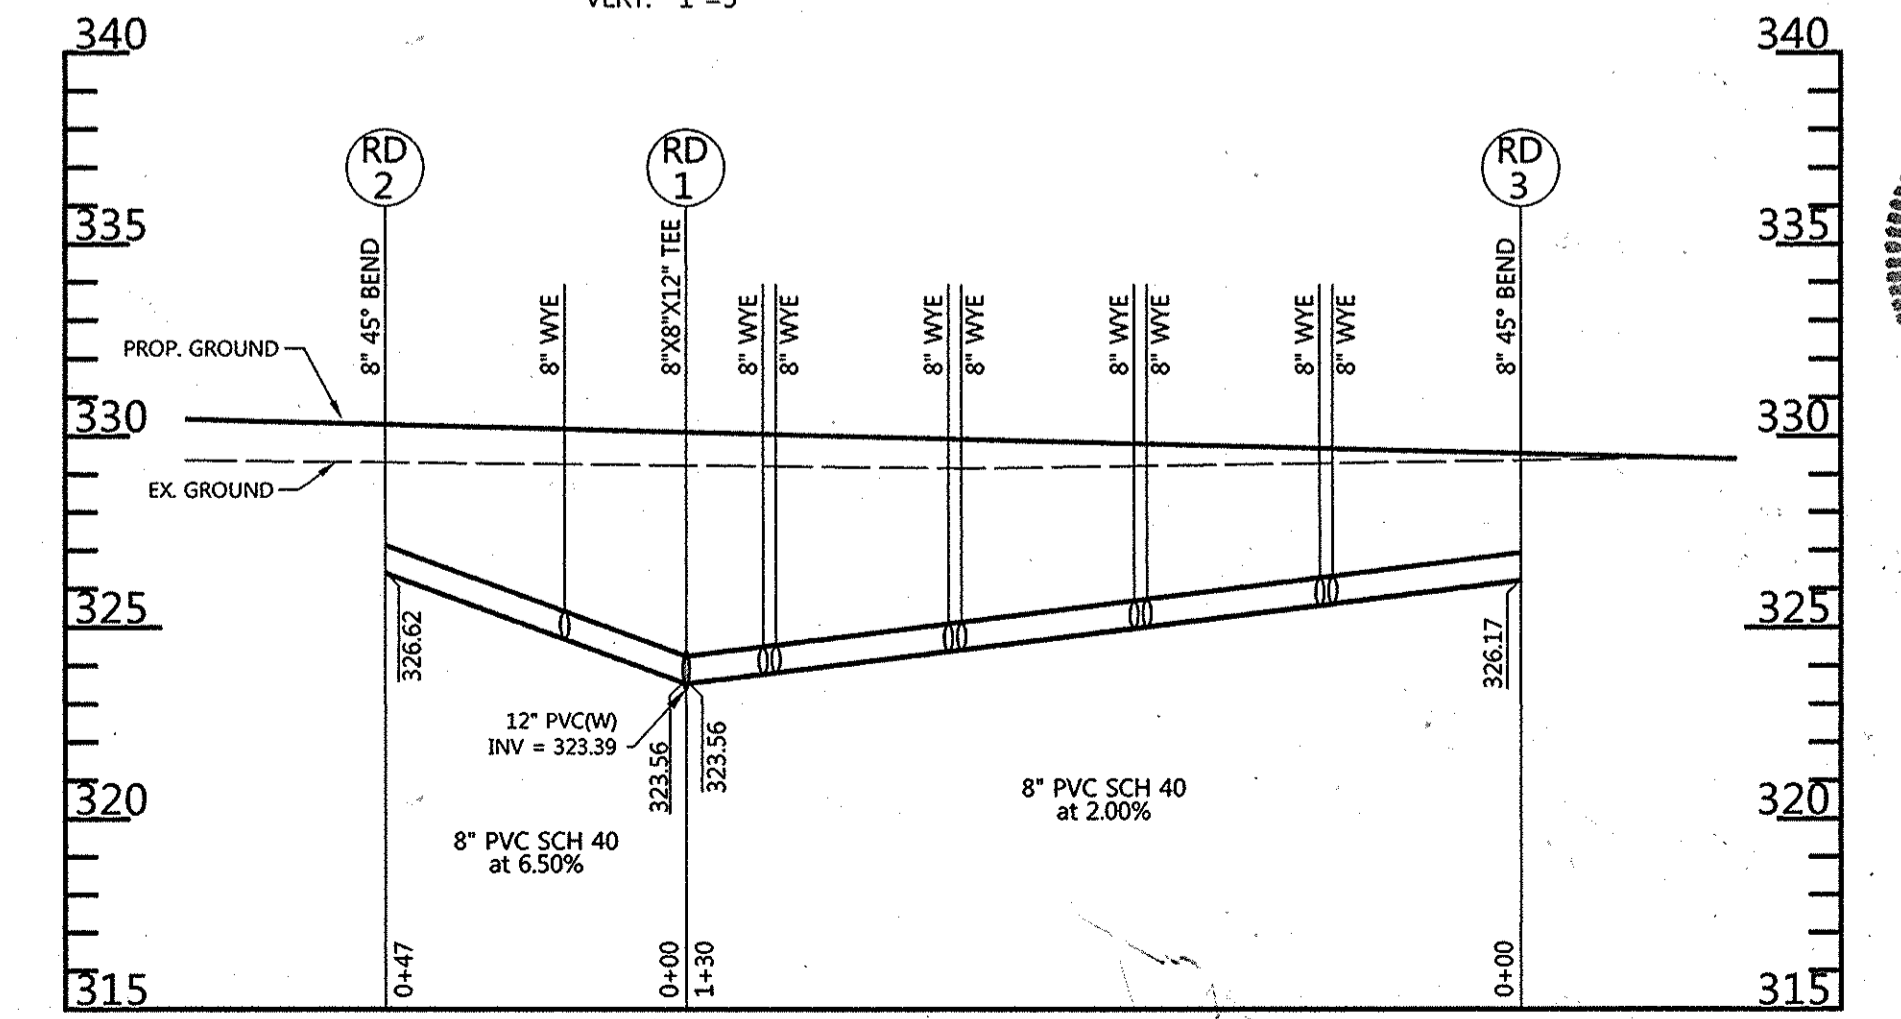 VERT. 1"=5'
340
340
RD
2
RD
1
RD
3
335
335
8" 45° BEND
8" WYE
8"X8"X12" TEE
8" WYE
8" WYE
8" WYE
8" WYE
8" WYE
8" WYE
8" WYE
8" WYE
8" 45° BEND
PROP. GROUND
330
330
EX. GROUND
325
325
326.62
326.17
12" PVC(W)
INV = 323.39
323.56
323.56
320
320
8" PVC SCH 40
at 2.00%
8" PVC SCH 40
at 6.50%
0+47
0+00
1+30
0+00
315
315